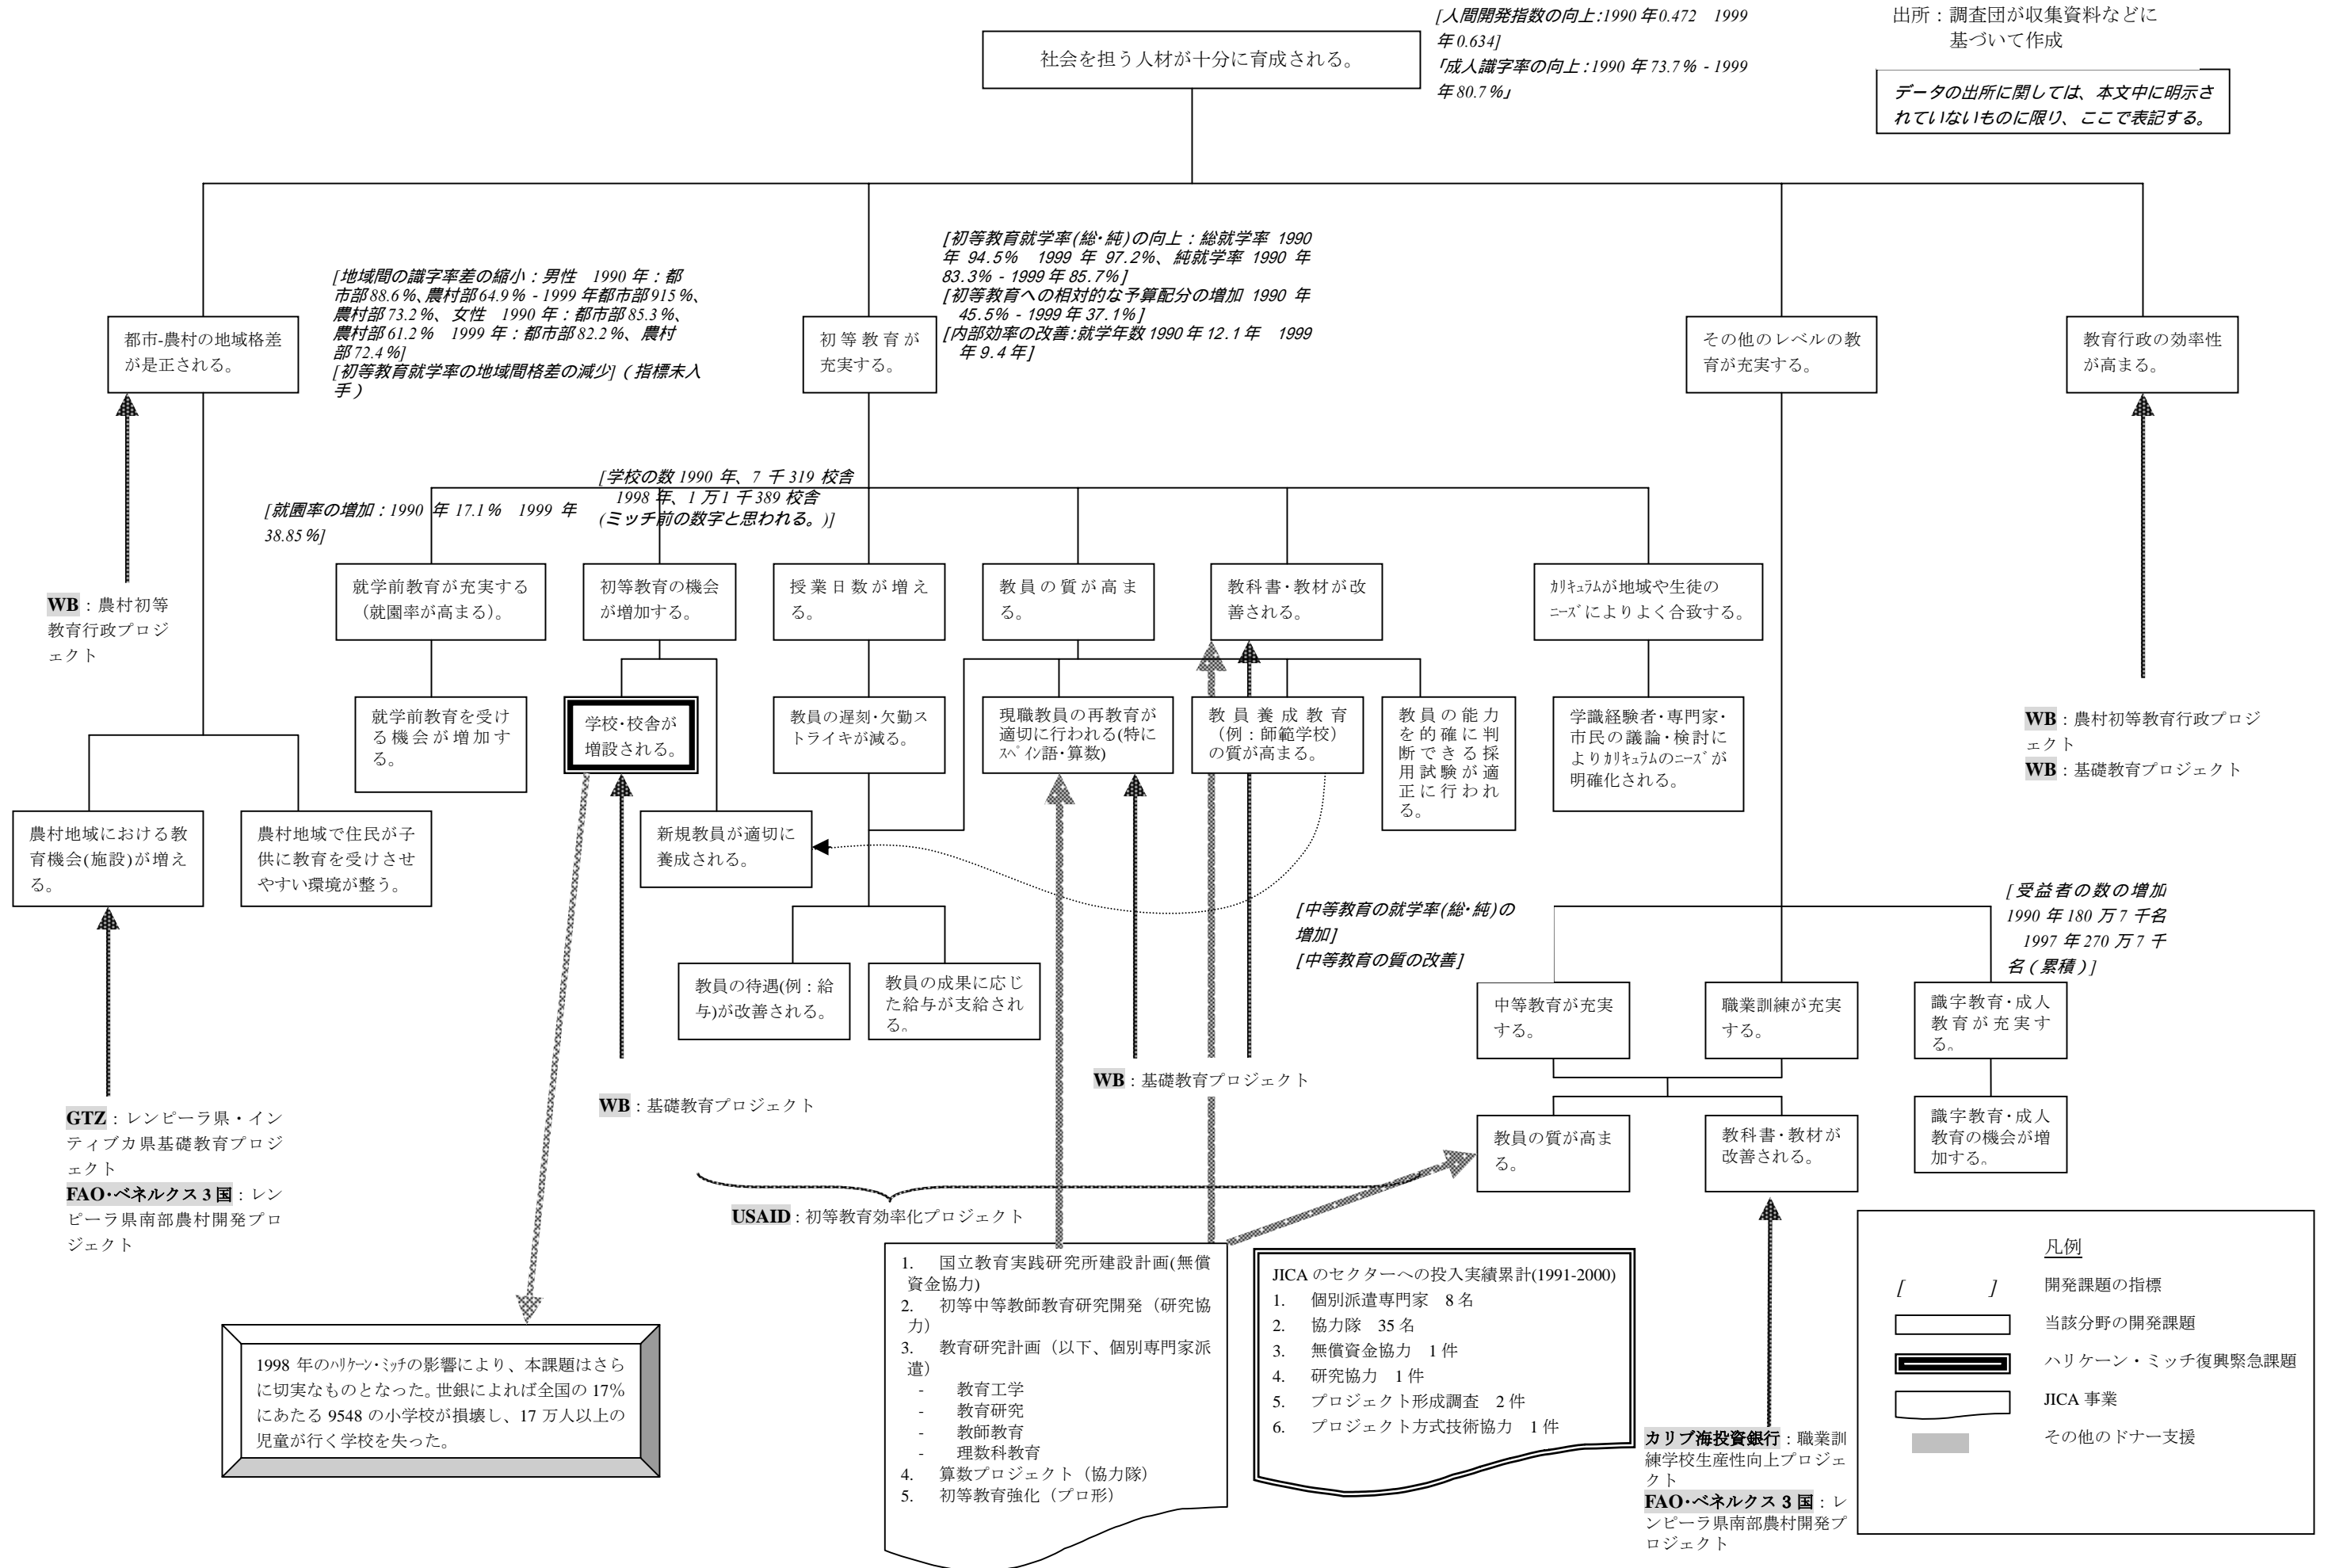 社会を担う人材が十分に育成される。
[人間開発指数の向上:1990年0.472　1999
年0.634]
「成人識字率の向上:1990 年73.7% - 1999
年80.7%」
出所：調査団が収集資料などに
基づいて作成
データの出所に関しては、本文中に明示さ
れていないものに限り、ここで表記する。
都市-農村の地域格差
が是正される。
[地域間の識字率差の縮小：男性　1990 年：都
市部88.6%、農村部64.9% - 1999 年都市部915%、
農村部 73.2%、女性　1990 年：都市部85.3%、
農村部61.2%　1999 年：都市部82.2%、農村
部72.4%]
[初等教育就学率の地域間格差の減少]（指標未入
手）
初等教育が
充実する。
[初等教育就学率(総・純)の向上：総就学率 1990
年 94.5%　1999 年 97.2%、純就学率 1990 年
83.3% - 1999年85.7%]
[初等教育への相対的な予算配分の増加 1990 年
45.5% - 1999年37.1%]
[内部効率の改善:就学年数1990年12.1年　1999
年9.4年]
その他のレベルの教
育が充実する。
教育行政の効率性
が高まる。
[就園率の増加：1990 年 17.1%　1999 年
38.85%]
[学校の数 1990 年、7 千 319 校舎
1998 年、1 万1 千389 校舎
(ミッチ前の数字と思われる。)]
WB：農村初等
教育行政プロジ
ェクト
就学前教育が充実する
（就園率が高まる）。
初等教育の機会
が増加する。
授業日数が増え
る。
教員の質が高ま
る。
教科書・教材が改
善される。
ｶﾘｷｭﾗﾑが地域や生徒の
ﾆｰｽﾞによりよく合致する。
就学前教育を受け
る機会が増加す
る。
学校・校舎が
増設される。
教員の遅刻・欠勤ス
トライキが減る。
現職教員の再教育が
適切に行われる(特に
ｽﾍﾟｲﾝ語・算数)
教員養成教育
（例：師範学校）
の質が高まる。
教員の能力
を的確に判
断できる採
用試験が適
正に行われ
る。
学識経験者・専門家・
市民の議論・検討に
よりｶﾘｷｭﾗﾑのﾆｰｽﾞが
明確化される。
WB：農村初等教育行政プロジ
ェクト
WB：基礎教育プロジェクト
農村地域における教
育機会(施設)が増え
る。
農村地域で住民が子
供に教育を受けさせ
やすい環境が整う。
新規教員が適切に
養成される。
教員の待遇(例：給
与)が改善される。
教員の成果に応じ
た給与が支給され
る。
[中等教育の就学率(総・純)の
増加]
[中等教育の質の改善]
[受益者の数の増加
1990 年180 万7 千名
1997 年270 万7 千
名（累積）]
中等教育が充実
する。
職業訓練が充実
する。
識字教育・成人
教育が充実す
る。
GTZ：レンピーラ県・イン
ティブカ県基礎教育プロジ
ェクト
FAO・ベネルクス3国：レン
ピーラ県南部農村開発プロ
ジェクト
WB：基礎教育プロジェクト
WB：基礎教育プロジェクト
教員の質が高ま
る。
教科書・教材が
改善される。
識字教育・成人
教育の機会が増
加する。
USAID：初等教育効率化プロジェクト
1998 年のﾊﾘｹｰﾝ・ﾐｯﾁの影響により、本課題はさら
に切実なものとなった。世銀によれば全国の 17%
にあたる 9548 の小学校が損壊し、17 万人以上の
児童が行く学校を失った。
1.　国立教育実践研究所建設計画(無償
資金協力)
2.　初等中等教師教育研究開発（研究協
力）
3.　教育研究計画（以下、個別専門家派
遣）
-　教育工学
-　教育研究
-　教師教育
-　理数科教育
4.　算数プロジェクト（協力隊）
5.　初等教育強化（プロ形）
JICA のセクターへの投入実績累計(1991-2000)
1.　個別派遣専門家　8 名
2.　協力隊　35 名
3.　無償資金協力　1 件
4.　研究協力　1 件
5.　プロジェクト形成調査　2 件
6.　プロジェクト方式技術協力　1 件
カリブ海投資銀行：職業訓
練学校生産性向上プロジェ
クト
FAO・ベネルクス 3 国：レ
ンピーラ県南部農村開発プ
ロジェクト
凡例
[　　　]　開発課題の指標
当該分野の開発課題
ハリケーン・ミッチ復興緊急課題
JICA 事業
その他のドナー支援